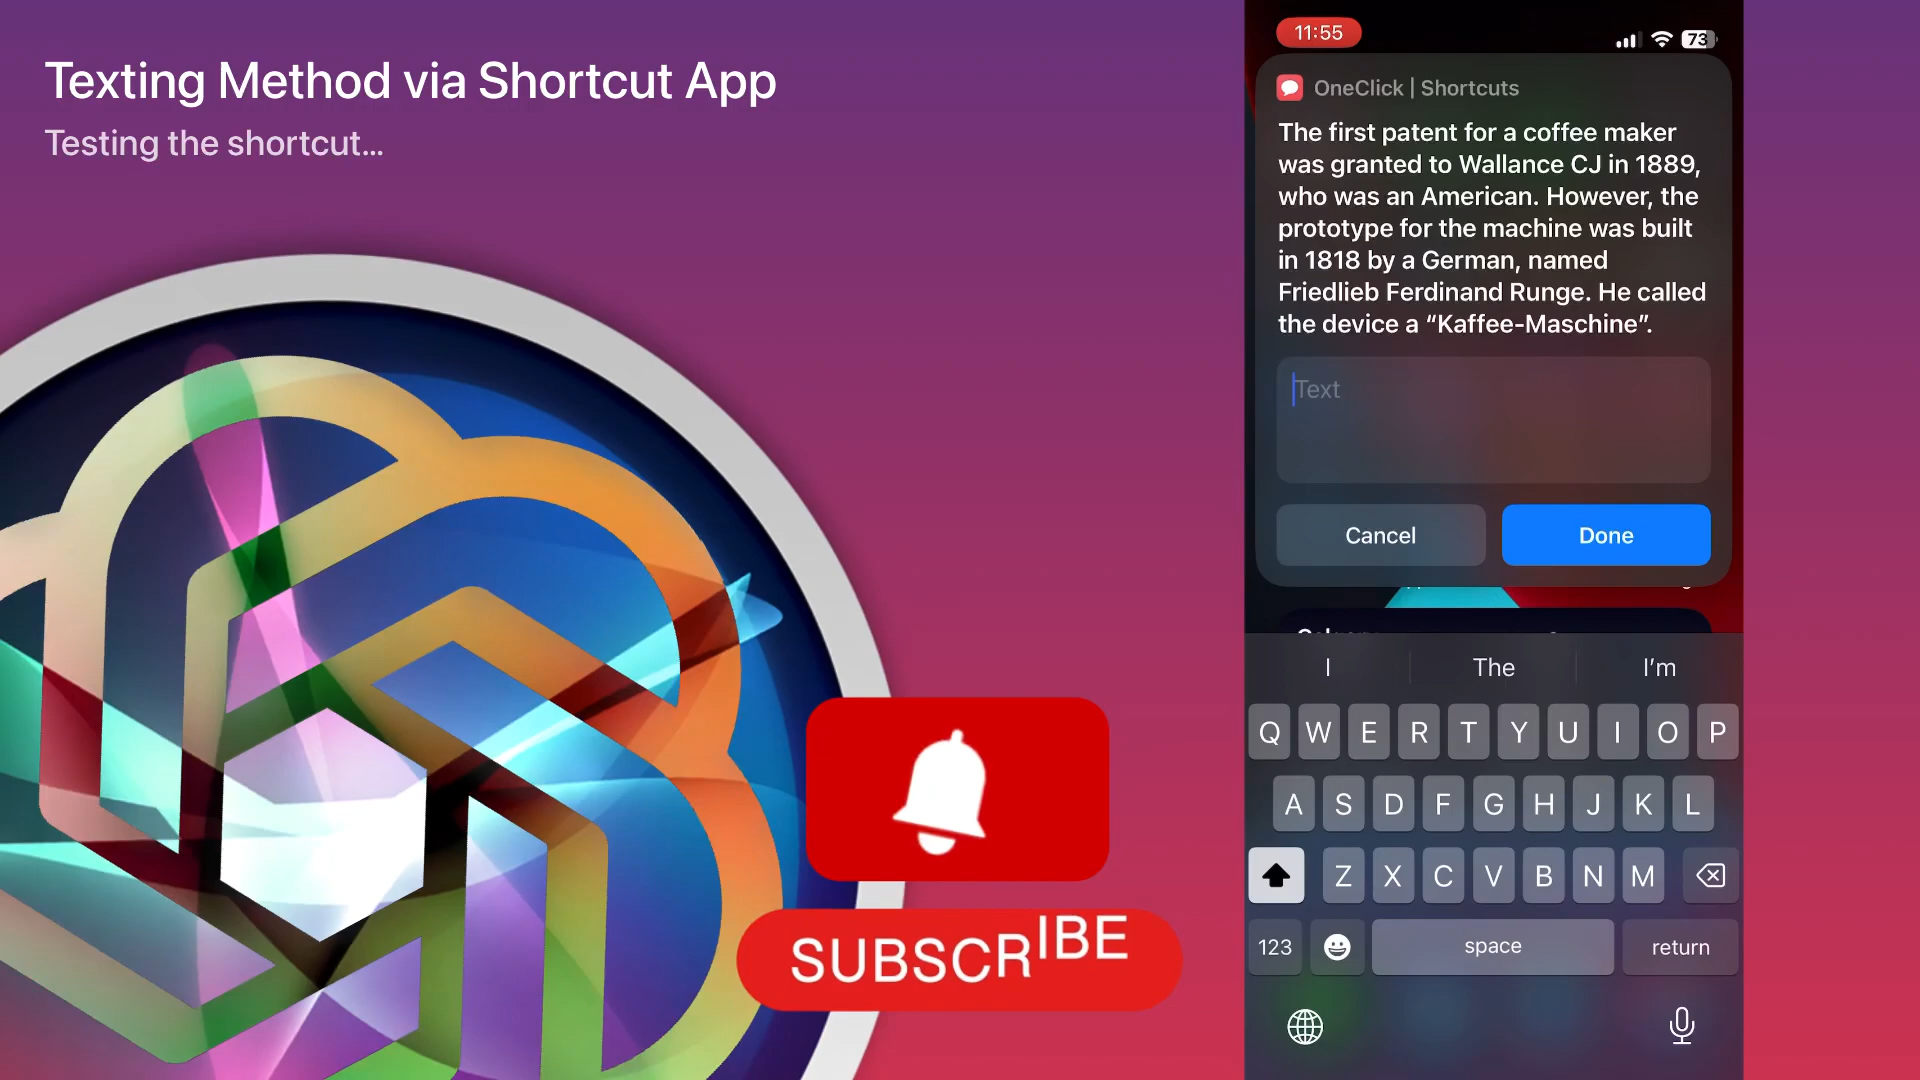 Texting Method via Shortcut App
Testing the shortcut...
11:55
73
OneClick | Shortcuts
The first patent for a coffee maker
was granted to Wallance CJ in 1889,
who was an American. However, the
prototype for the machine was built
in 1818 by a German, named
Friedlieb Ferdinand Runge. He called
the device a “Kaffee-Maschine”.
Text
Cancel Done
I The I’m
Q W E R T Y U I O P
A S D F G H J K L
Z X C V B N M
123 space return
SUBSCRIBE